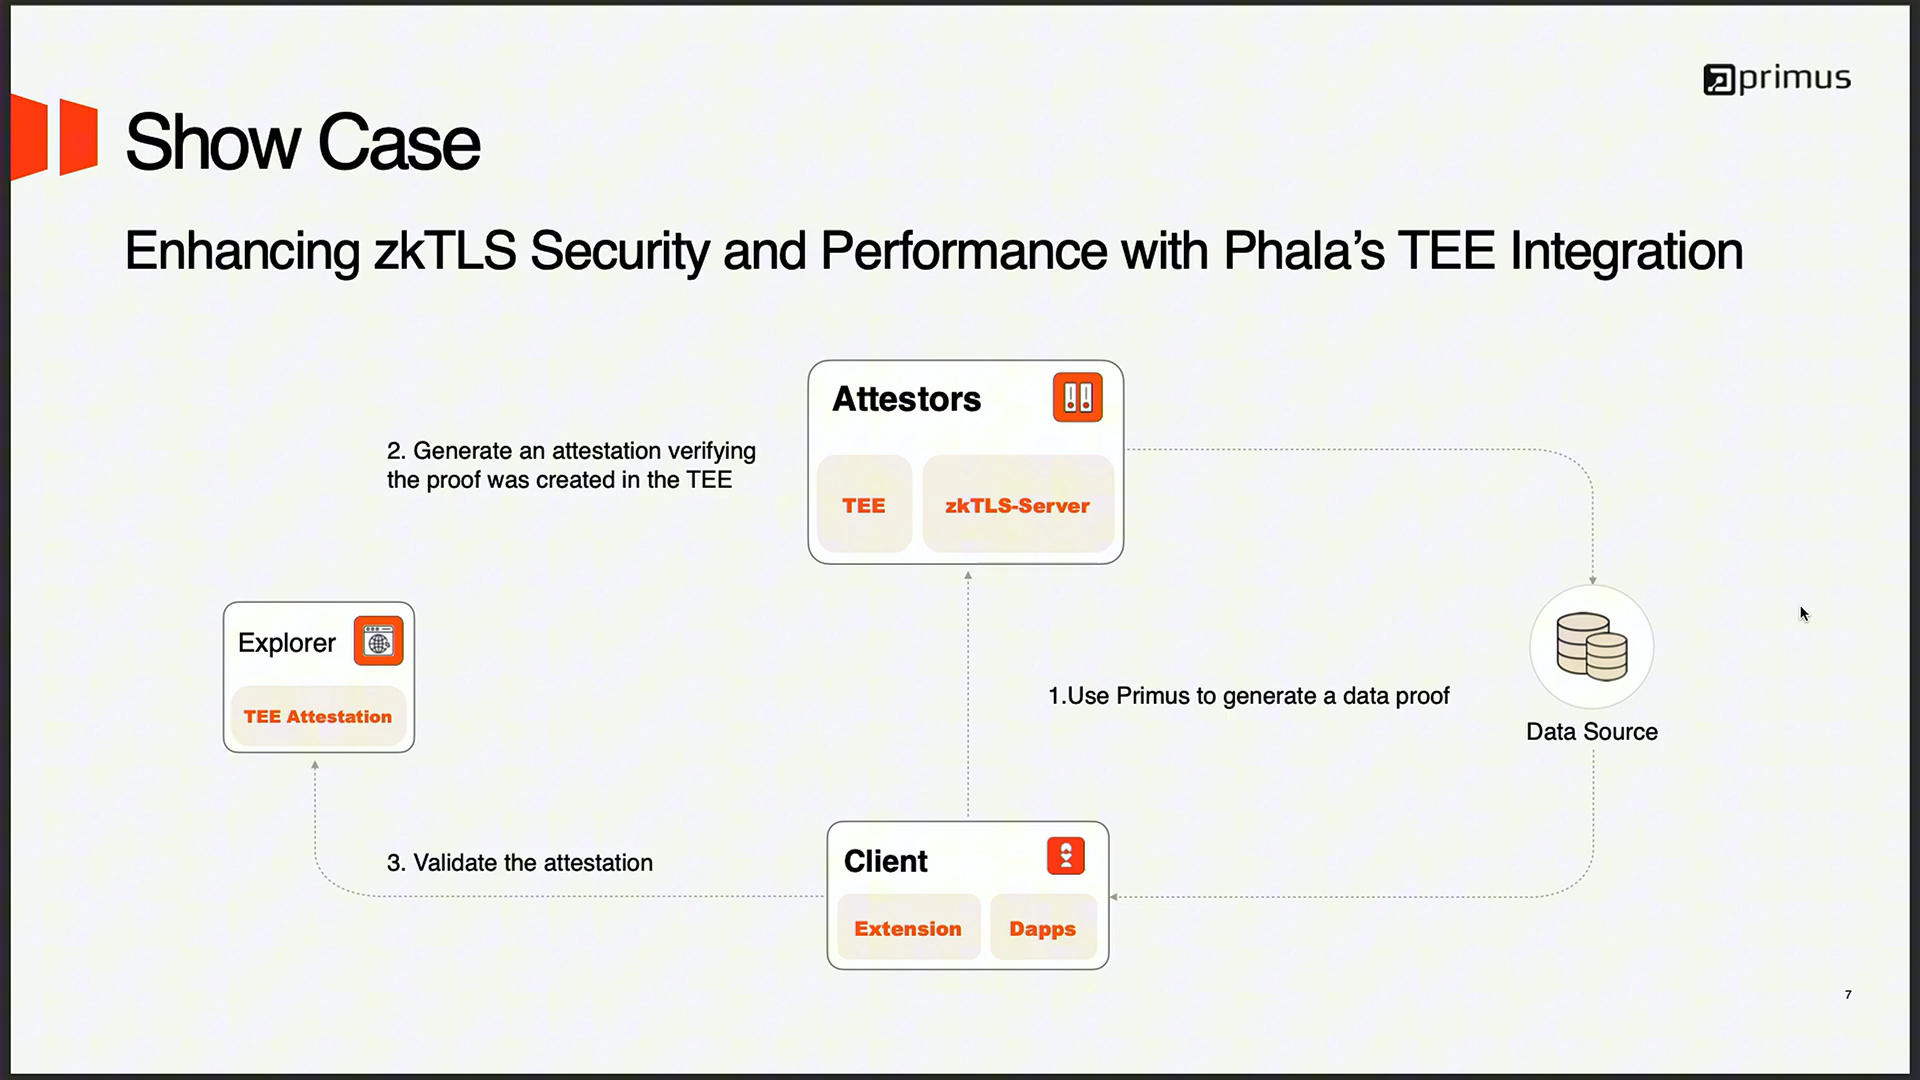 primus
Show Case
Enhancing zkTLS Security and Performance with Phala’s TEE Integration
Attestors
TEE
zkTLS-Server
2. Generate an attestation verifying
the proof was created in the TEE
Explorer
TEE Attestation
1.Use Primus to generate a data proof
Data Source
3. Validate the attestation
Client
Extension
Dapps
7